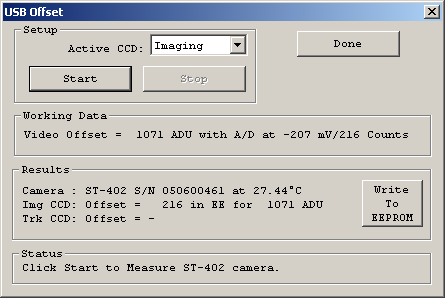 USB Offset
Setup
Active CCD: Imaging
Done
Start Stop
Working Data
Video Offset = 1071 ADU with A/D at -207 mV/216 Counts
Results
Camera : ST-402 S/N 050600461 at 27.44°C
Img CCD: Offset = 216 in EE for 1071 ADU
Trk CCD: Offset = -
Write
To
EEPROM
Status
Click Start to Measure ST-402 camera.